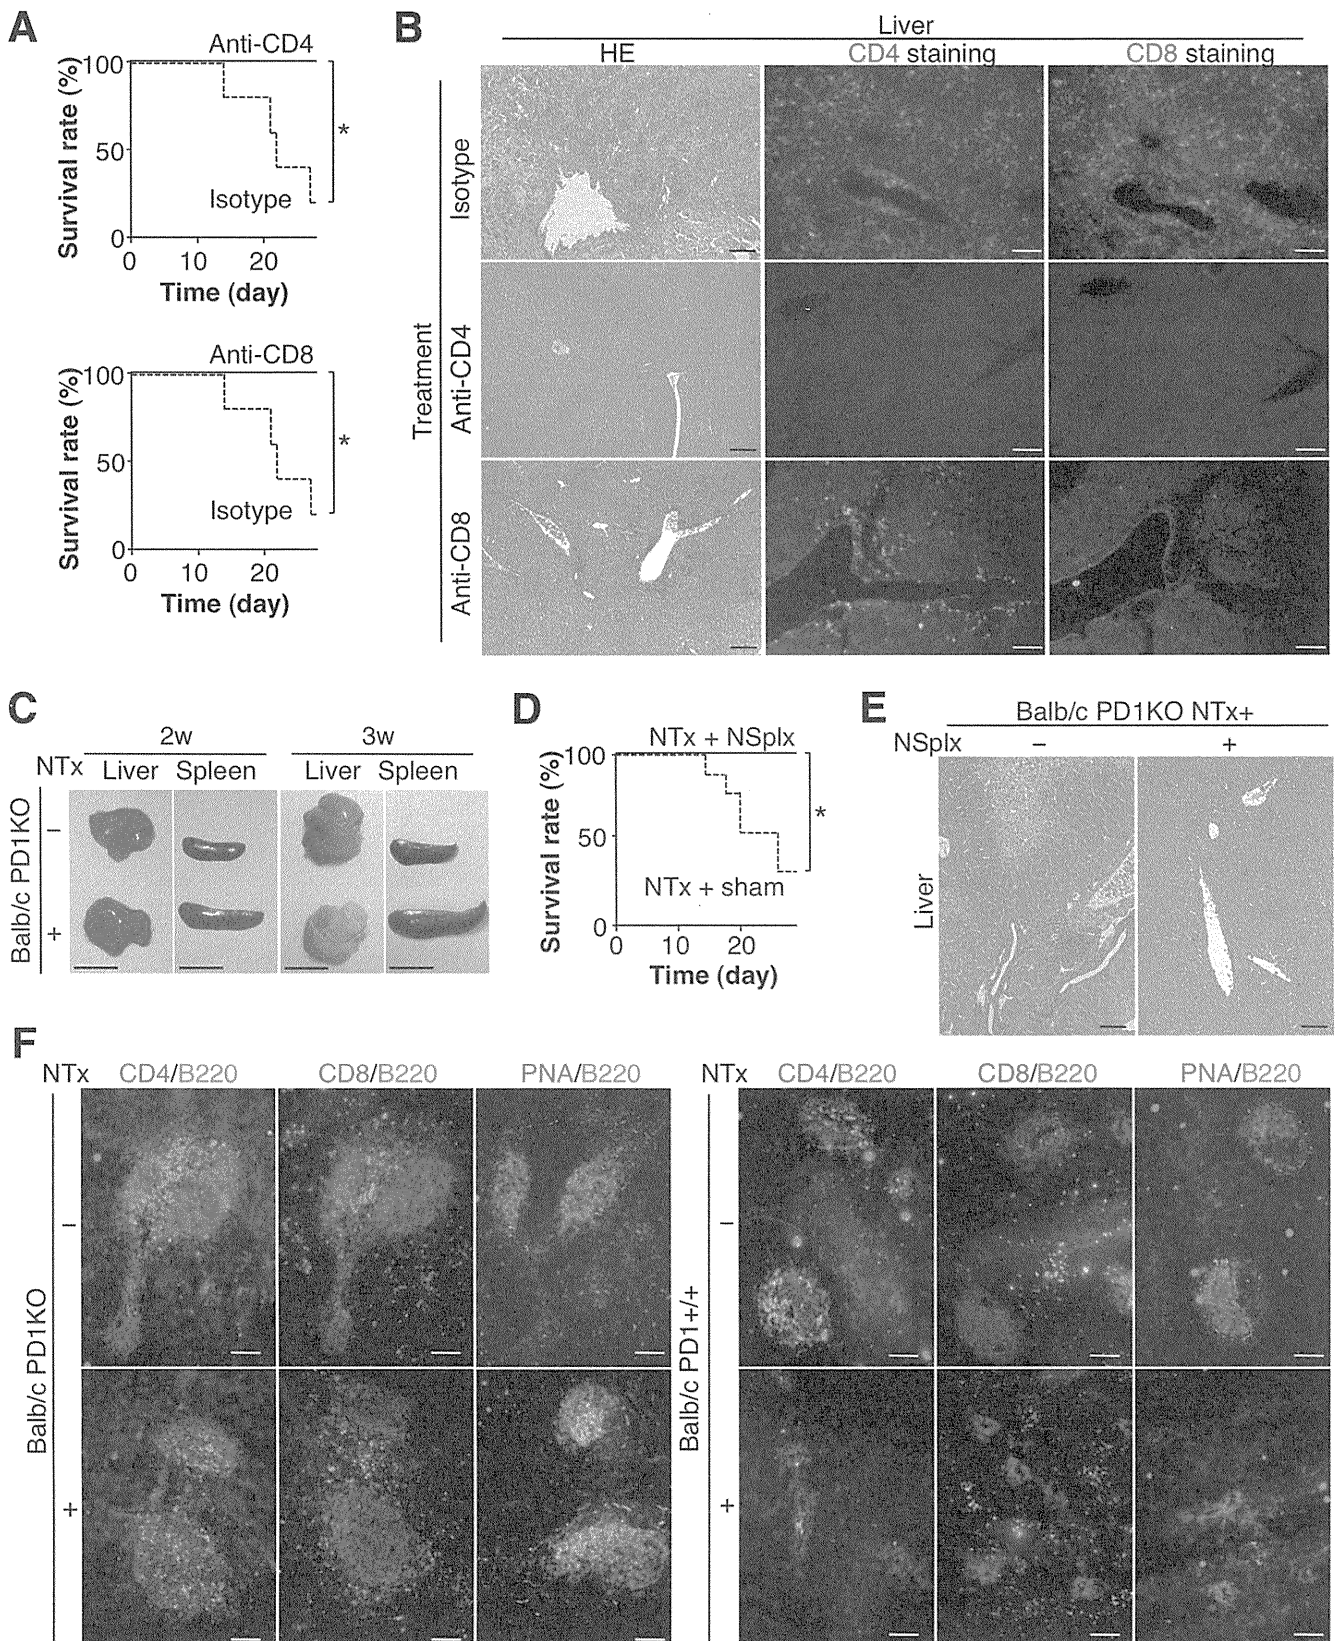 A
Anti-CD4
Survival rate (%)
100
50
0
Isotype
*
0 10 20
Time (day)
Anti-CD8
Survival rate (%)
100
50
0
Isotype
*
0 10 20
Time (day)
B
Liver
HE CD4 staining CD8 staining
Treatment
Isotype
Anti-CD4
Anti-CD8
C
2w 3w
NTx Liver Spleen Liver Spleen
Balb/c PD1KO
−
+
D
NTx + NSplx
Survival rate (%)
100
50
0
NTx + sham
*
0 10 20
Time (day)
E
Balb/c PD1KO NTx+
NSplx − +
Liver
F
NTx CD4/B220 CD8/B220 PNA/B220
Balb/c PD1KO
−
+
NTx CD4/B220 CD8/B220 PNA/B220
Balb/c PD1+/+
−
+